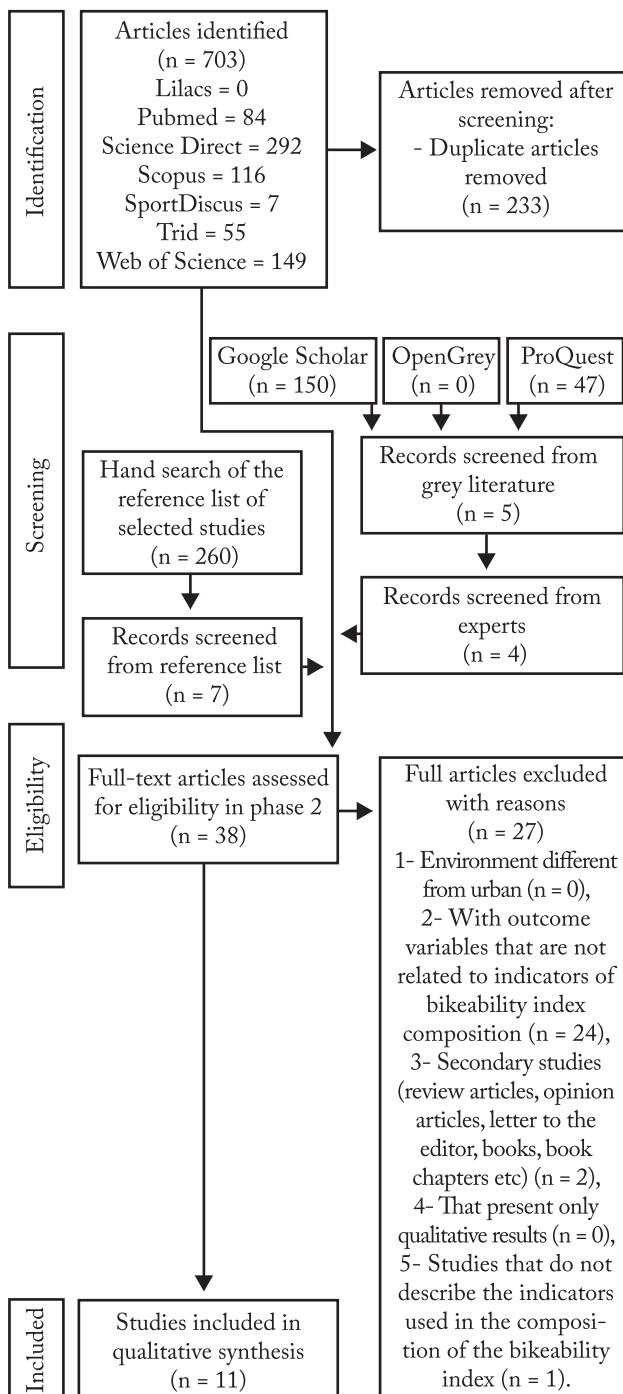 Identification
Articles identified
(n = 703)
Lilacs = 0
Pubmed = 84
Science Direct = 292
Scopus = 116
SportDiscus = 7
Trid = 55
Web of Science = 149
Articles removed after
screening:
- Duplicate articles
removed
(n = 233)
Screening
Google Scholar
(n = 150)
OpenGrey
(n = 0)
ProQuest
(n = 47)
Records screened from
grey literature
(n = 5)
Hand search of the
reference list of
selected studies
(n = 260)
Records screened from
experts
(n = 4)
Records screened
from reference list
(n = 7)
Eligibility
Full-text articles assessed
for eligibility in phase 2
(n = 38)
Full articles excluded
with reasons
(n = 27)
1- Environment different
from urban (n = 0),
2- With outcome
variables that are not
related to indicators of
bikeability index
composition (n = 24),
3- Secondary studies
(review articles, opinion
articles, letter to the
editor, books, book
chapters etc) (n = 2),
4- That present only
qualitative results (n = 0),
5- Studies that do not
describe the indicators
used in the composi-
tion of the bikeability
index (n = 1).
Included
Studies included in
qualitative synthesis
(n = 11)